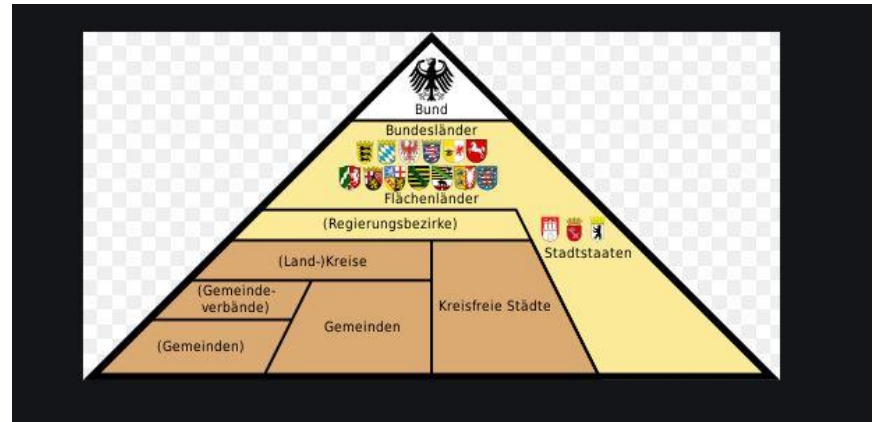 Bund
Bundesländer
Flächenländer
(Regierungsbezirke)
Stadtstaaten
(Land-)Kreise
(Gemeinde-
verbände)
Gemeinden
Kreisfreie Städte
(Gemeinden)